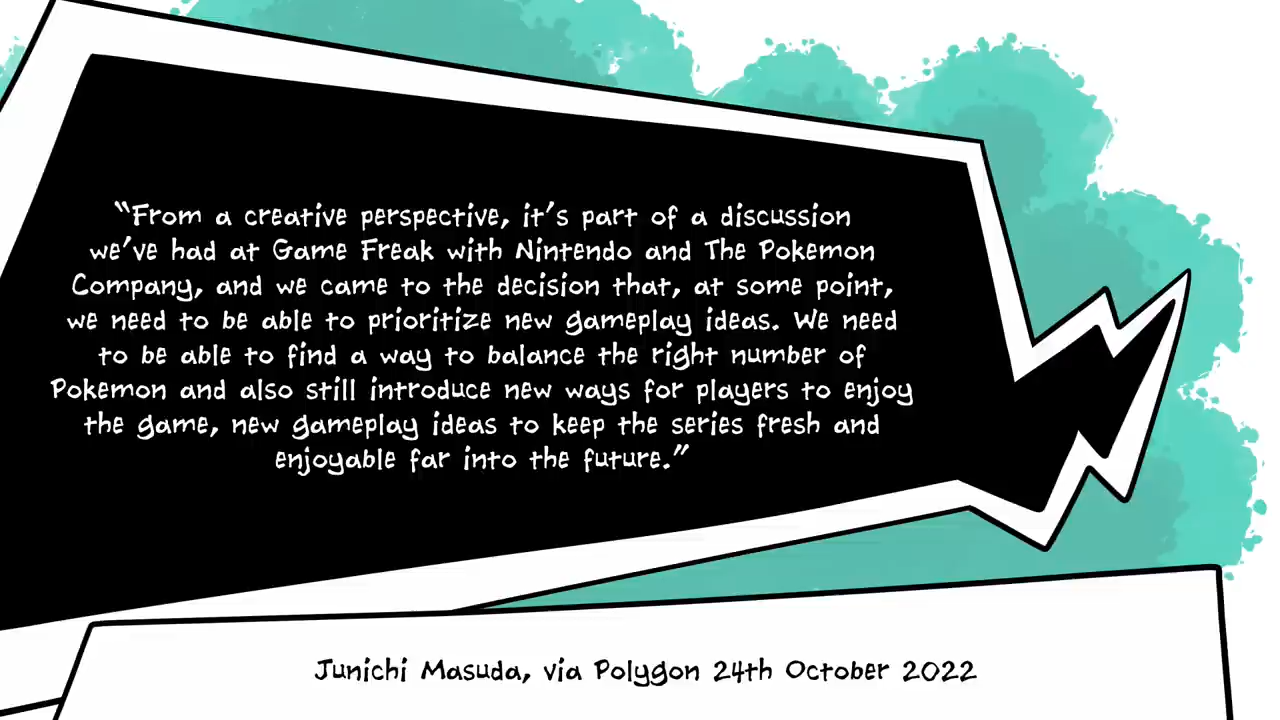 “From a creative perspective, it's part of a discussion
we've had at Game Freak with Nintendo and The Pokemon
Company, and we came to the decision that, at some point,
we need to be able to prioritize new gameplay ideas. We need
to be able to find a way to balance the right number of
Pokemon and also still introduce new ways for players to enjoy
the game, new gameplay ideas to keep the series fresh and
enjoyable far into the future.”
Junichi Masuda, via Polygon 24th October 2022